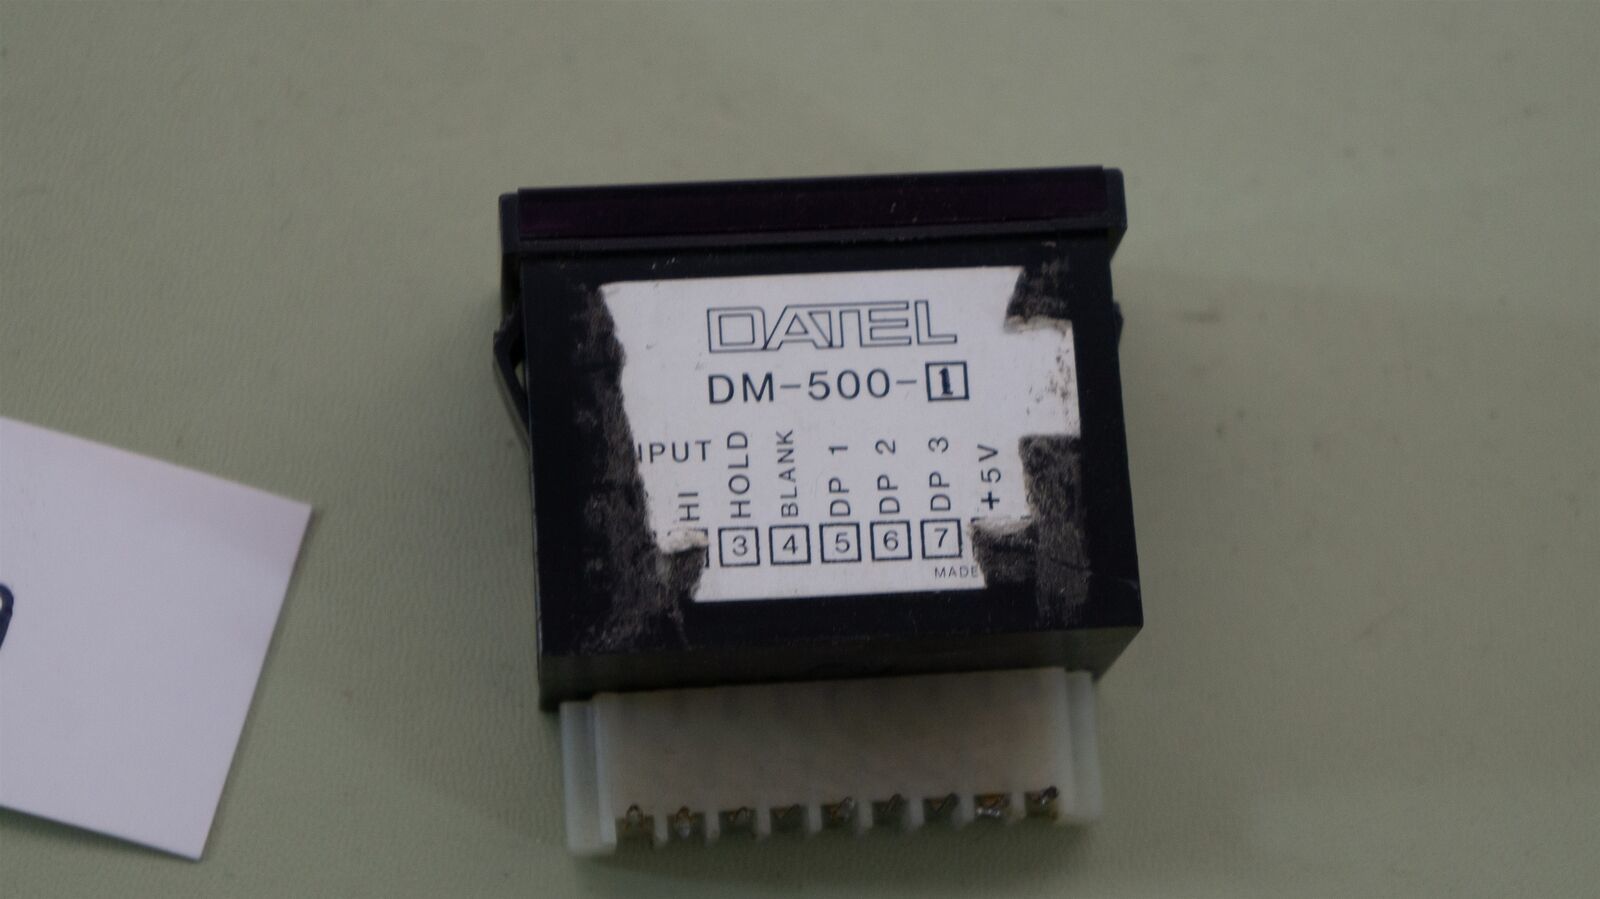 DATEL
DM-500-1
NPUT
HI HOLD BLANK DP 1 DP 2 DP 3 +5V
3 4 5 6 7
MADE